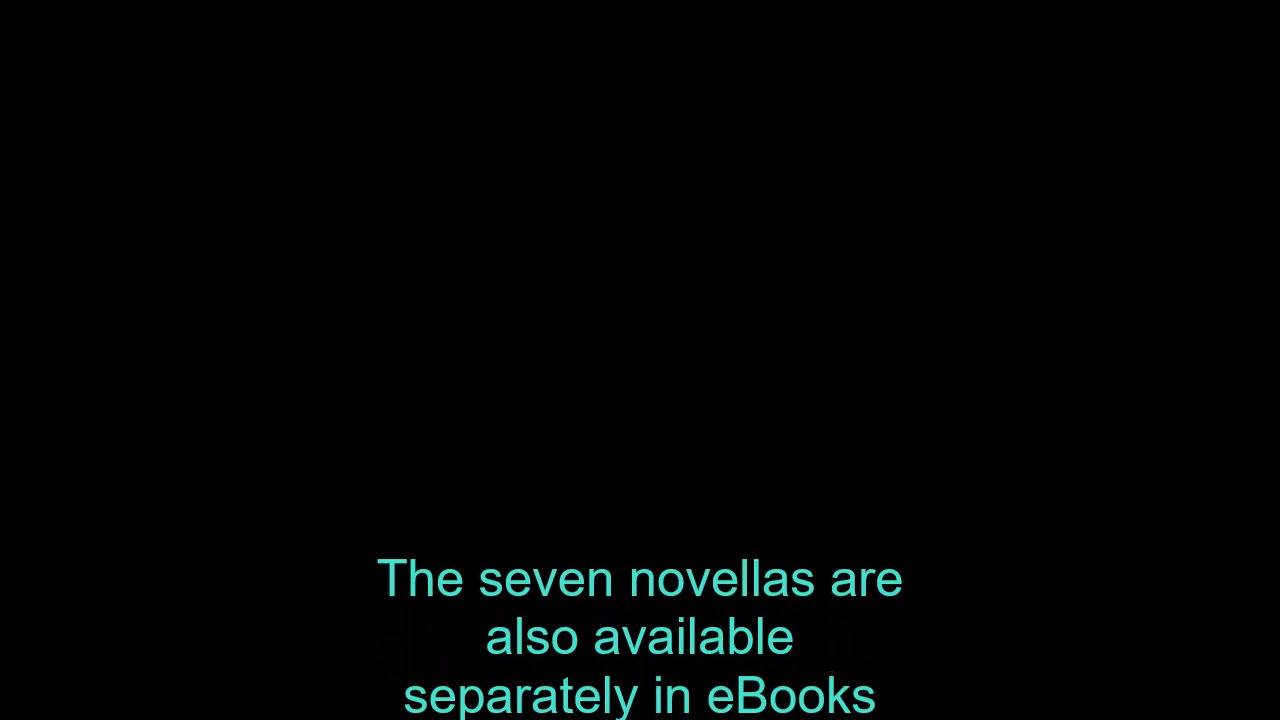 The seven novellas are
also available
separately in eBooks